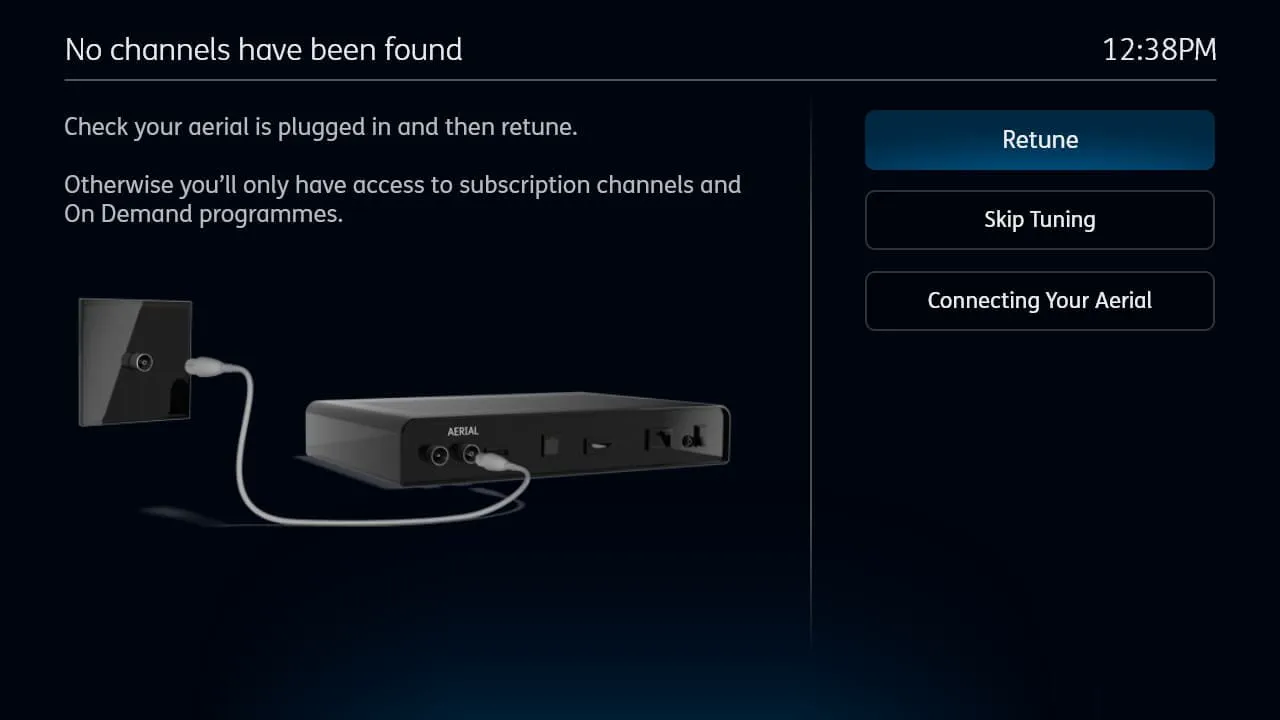 No channels have been found
12:38PM
Check your aerial is plugged in and then retune.
Otherwise you’ll only have access to subscription channels and
On Demand programmes.
Retune
Skip Tuning
Connecting Your Aerial
AERIAL